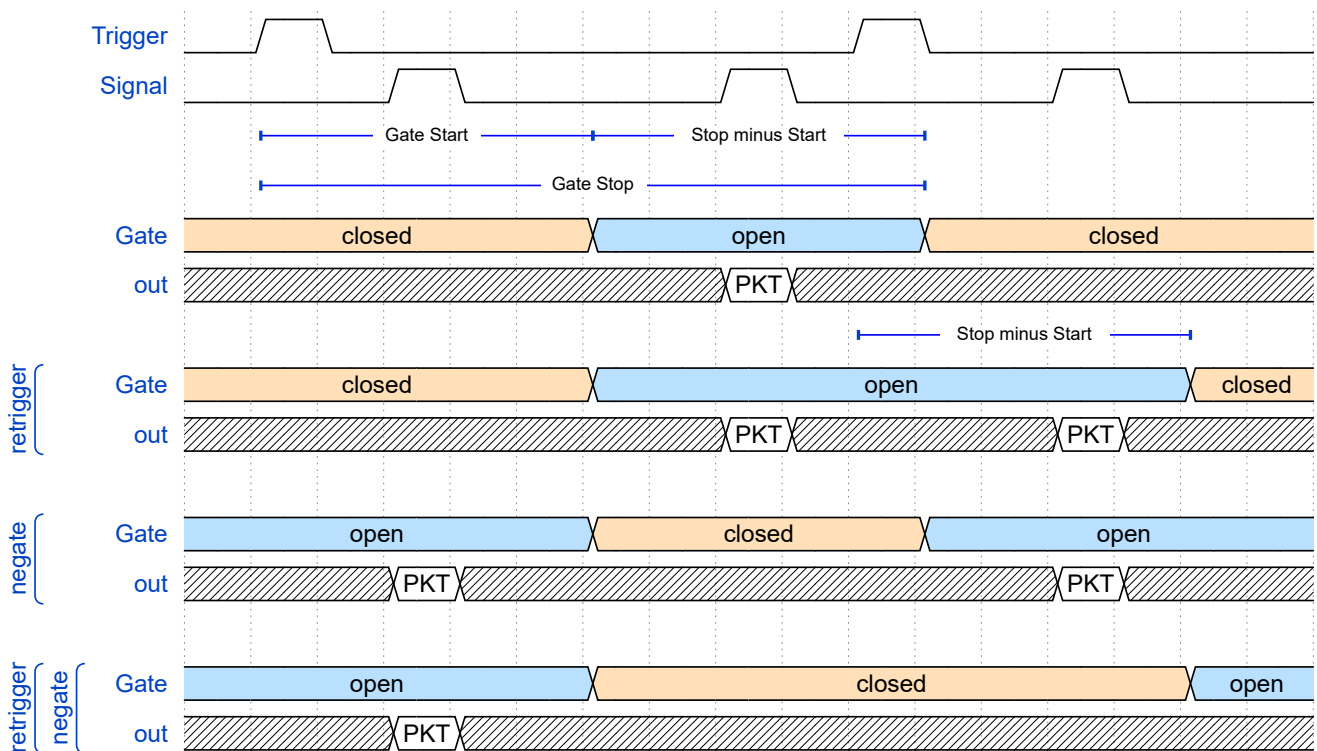 Trigger
Signal
Gate Start Stop minus Start
Gate Stop
Gate closed open closed
out PKT
Stop minus Start
retrigger
Gate closed open closed
out PKT PKT
negate
Gate open closed open
out PKT PKT
retrigger
negate
Gate open closed open
out PKT